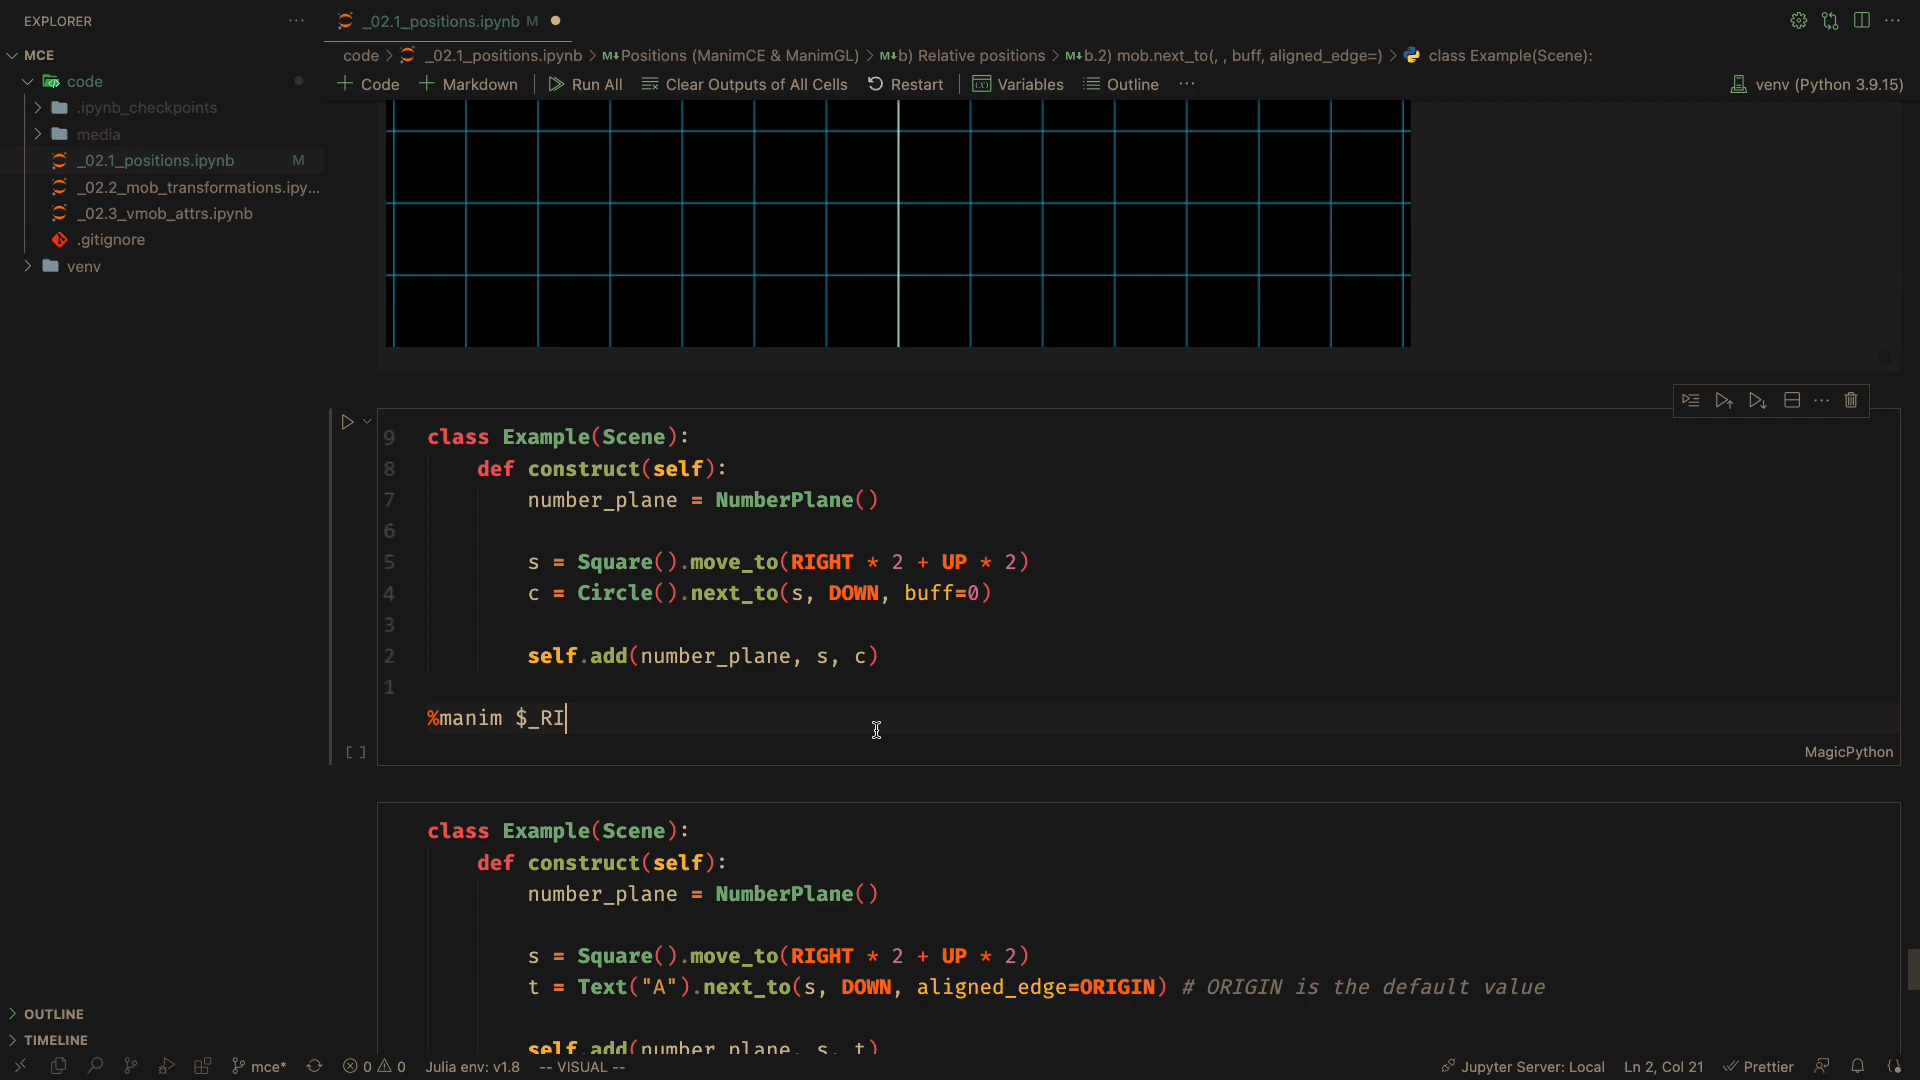 EXPLORER
_02.1_positions.ipynb M
MCE
code > _02.1_positions.ipynb > M↓Positions (ManimCE & ManimGL) > M↓b) Relative positions > M↓b.2) mob.next_to(, , buff, aligned_edge=) > class Example(Scene):
code
+ Code + Markdown Run All Clear Outputs of All Cells Restart Variables Outline ··· venv (Python 3.9.15)
.ipynb_checkpoints
media
_02.1_positions.ipynb M
_02.2_mob_transformations.ipy...
_02.3_vmob_attrs.ipynb
.gitignore
venv
9 class Example(Scene):
8 def construct(self):
7 number_plane = NumberPlane()
6
5 s = Square().move_to(RIGHT * 2 + UP * 2)
4 c = Circle().next_to(s, DOWN, buff=0)
3
2 self.add(number_plane, s, c)
1
%manim $_RI
[ ] MagicPython
class Example(Scene):
def construct(self):
number_plane = NumberPlane()
s = Square().move_to(RIGHT * 2 + UP * 2)
t = Text("A").next_to(s, DOWN, aligned_edge=ORIGIN) # ORIGIN is the default value
self.add(number_plane, s, t)
OUTLINE
TIMELINE
mce* 0 0 Julia env: v1.8 -- VISUAL -- Jupyter Server: Local Ln 2, Col 21 Prettier